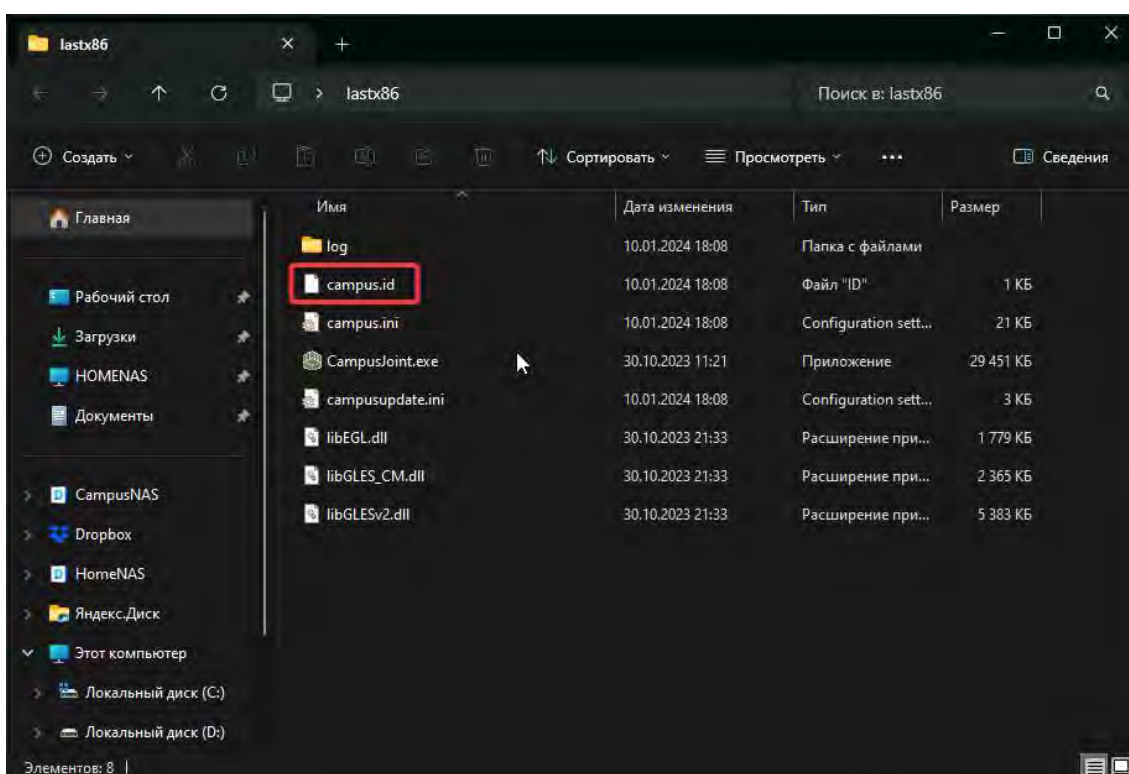 lastx86
lastx86
Поиск в: lastx86
Создать
Сортировать
Просмотреть
Сведения
Имя Дата изменения Тип Размер
log 10.01.2024 18:08 Папка с файлами
campus.id 10.01.2024 18:08 Файл "ID" 1 КБ
campus.ini 10.01.2024 18:08 Configuration sett... 21 КБ
CampusJoint.exe 30.10.2023 11:21 Приложение 29 451 КБ
campusupdate.ini 10.01.2024 18:08 Configuration sett... 3 КБ
libEGL.dll 30.10.2023 21:33 Расширение при... 1 779 КБ
libGLES_CM.dll 30.10.2023 21:33 Расширение при... 2 365 КБ
libGLESv2.dll 30.10.2023 21:33 Расширение при... 5 383 КБ
Главная
Рабочий стол
Загрузки
HOMENAS
Документы
CampusNAS
Dropbox
HomeNAS
Яндекс.Диск
Этот компьютер
Локальный диск (C:)
Локальный диск (D:)
Элементов: 8